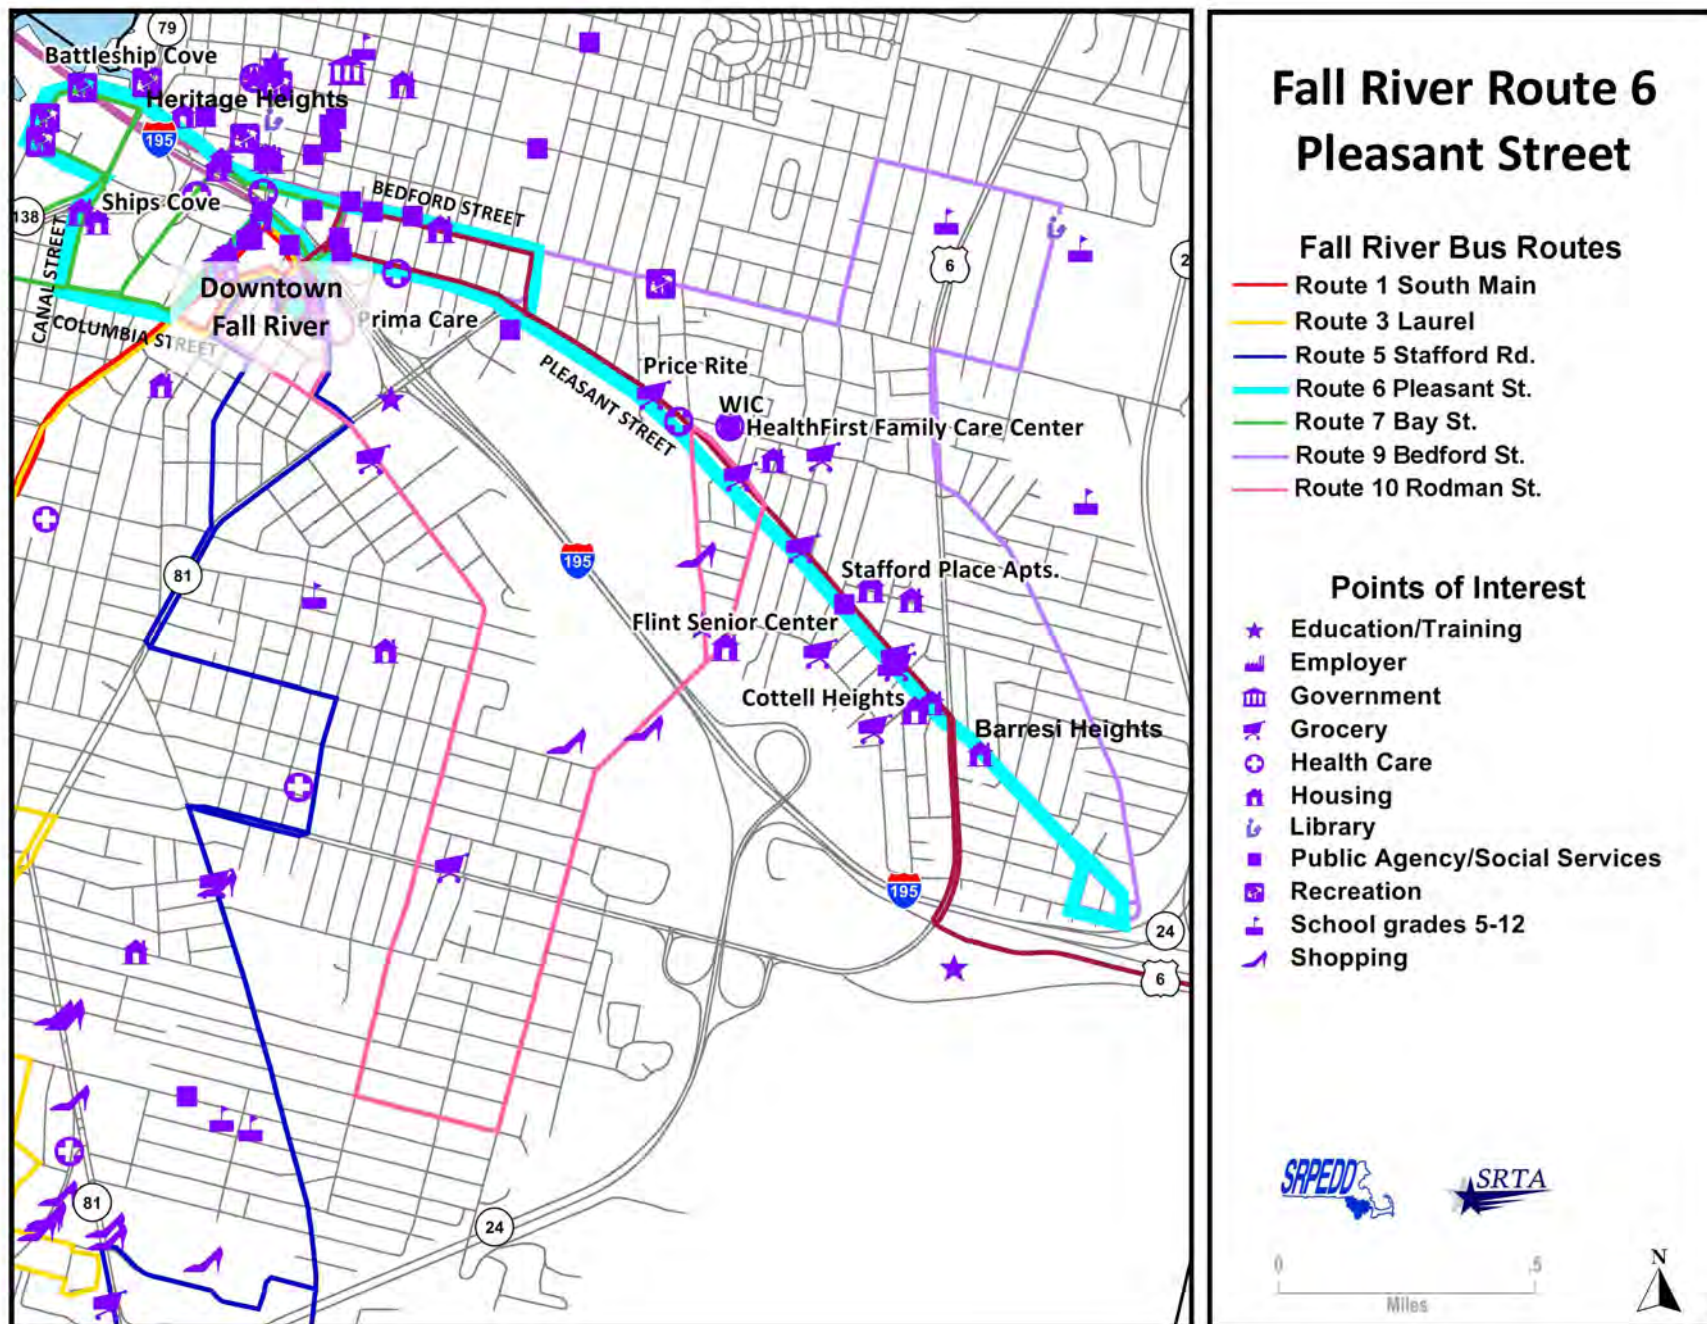 79
Battleship Cove
Heritage Heights
195
BEDFORD STREET
Ships Cove
138
6
2
CANAL STREET
Downtown
Fall River
Prima Care
COLUMBIA STREET
PLEASANT STREET
Price Rite
WIC
HealthFirst Family Care Center
195
81
Stafford Place Apts.
Flint Senior Center
Cottell Heights
Barresi Heights
195
24
6
81
24
Fall River Route 6
Pleasant Street
Fall River Bus Routes
Route 1 South Main
Route 3 Laurel
Route 5 Stafford Rd.
Route 6 Pleasant St.
Route 7 Bay St.
Route 9 Bedford St.
Route 10 Rodman St.
Points of Interest
Education/Training
Employer
Government
Grocery
Health Care
Housing
Library
Public Agency/Social Services
Recreation
School grades 5-12
Shopping
SRPEDD
SRTA
0 .5
Miles
N